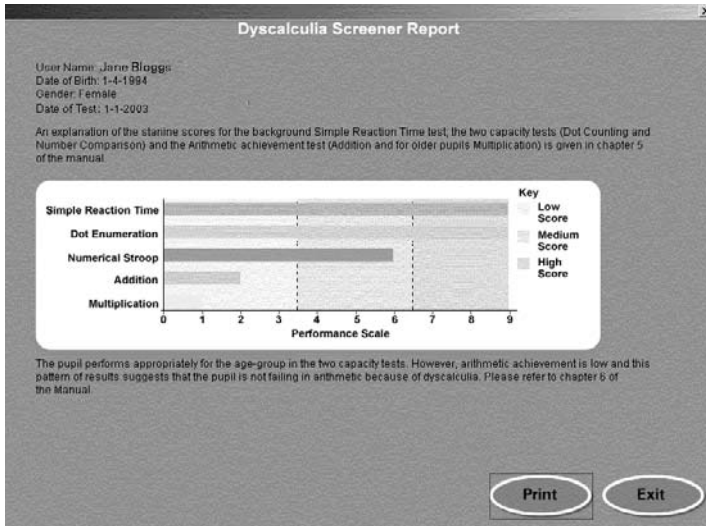 x
Dyscalculia Screener Report
User Name: Jane Bloggs
Date of Birth: 1-4-1994
Gender: Female
Date of Test: 1-1-2003
An explanation of the stanine scores for the background Simple Reaction Time test, the two capacity tests (Dot Counting and
Number Comparison) and the Arithmetic achievement test (Addition and for older pupils Multiplication) is given in chapter 5
of the manual
Key
Simple Reaction Time
Low
Score
Dot Enumeration
Medium
Score
Numerical Stroop
High
Score
Addition
Multiplication
0 1 2 3 4 5 6 7 8 9
Performance Scale
The pupil performs appropriately for the age-group in the two capacity tests. However, arithmetic achievement is low and this
pattern of results suggests that the pupil is not failing in arithmetic because of dyscalculia. Please refer to chapter 6 of
the Manual.
Print
Exit